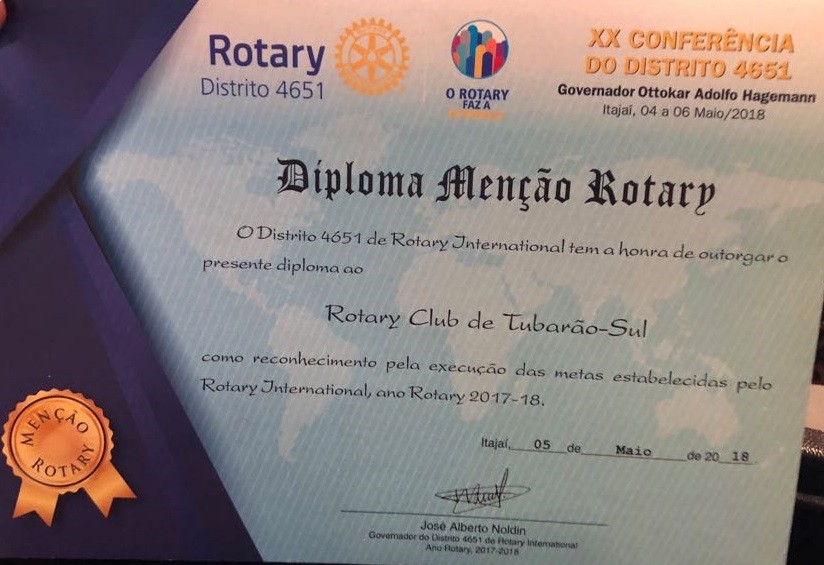 Rotary
Distrito 4651
O ROTARY
FAZ A
XX CONFERÊNCIA
DO DISTRITO 4651
Governador Ottokar Adolfo Hagemann
Itajaí, 04 a 06 Maio/2018
Diploma Menção Rotary
O Distrito 4651 de Rotary International tem a honra de outorgar o
presente diploma ao
Rotary Club de Tubarão-Sul
como reconhecimento pela execução das metas estabelecidas pelo
Rotary International, ano Rotary 2017-18.
MENÇÃO
ROTARY
Itajaí, 05 de Maio de 20 18
José Alberto Noldin
Governador do Distrito 4651 de Rotary International
Ano Rotary, 2017-2018